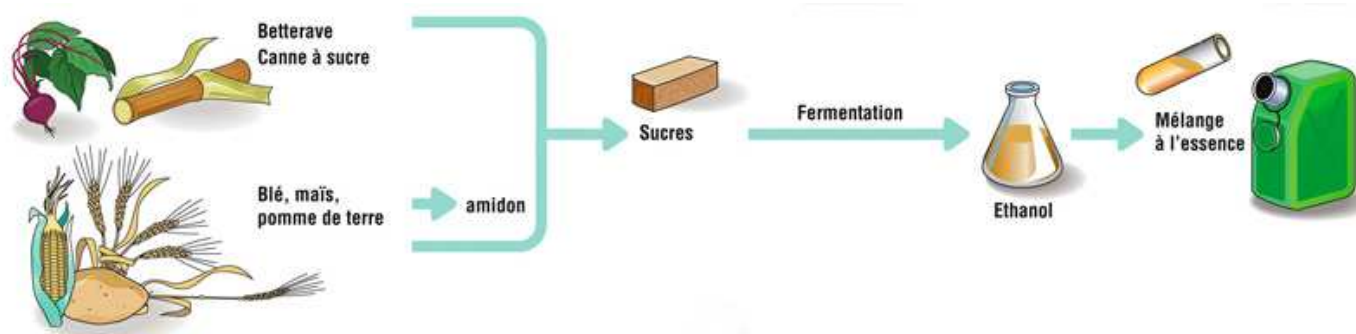 Betterave
Canne à sucre
Blé, maïs,
pomme de terre
amidon
Sucres
Fermentation
Ethanol
Mélange
à l'essence